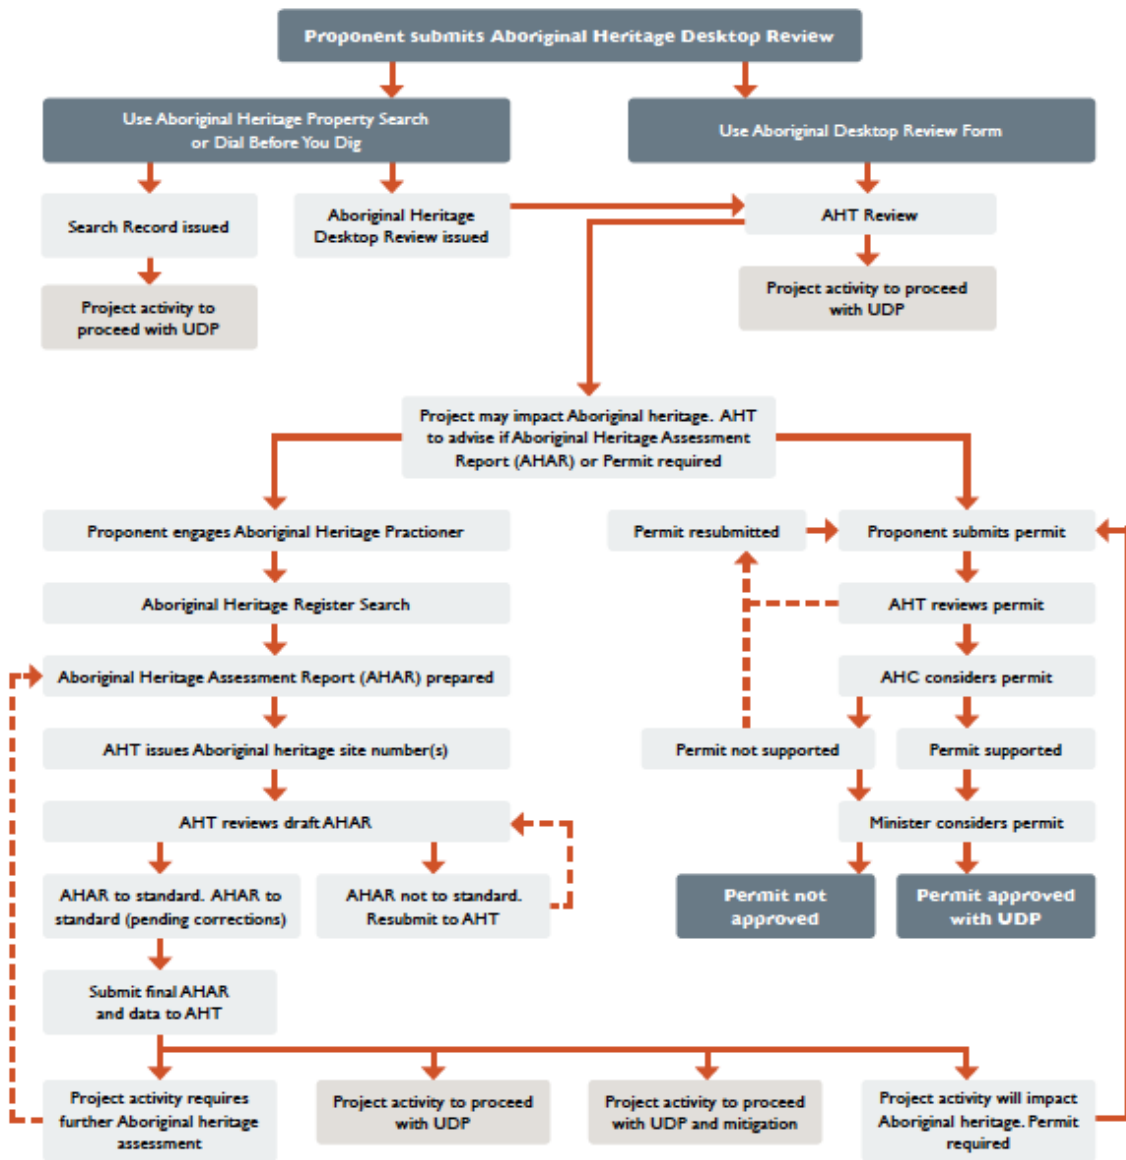 Proponent submits Aboriginal Heritage Desktop Review
Use Aboriginal Heritage Property Search
or Dial Before You Dig
Use Aboriginal Desktop Review Form
Search Record issued
Aboriginal Heritage
Desktop Review issued
AHT Review
Project activity to
proceed with UDP
Project activity to proceed
with UDP
Project may impact Aboriginal heritage. AHT
to advise if Aboriginal Heritage Assessment
Report (AHAR) or Permit required
Proponent engages Aboriginal Heritage Practioner
Permit resubmitted
Proponent submits permit
Aboriginal Heritage Register Search
AHT reviews permit
Aboriginal Heritage Assessment Report (AHAR) prepared
AHC considers permit
AHT issues Aboriginal heritage site number(s)
Permit not supported
Permit supported
AHT reviews draft AHAR
Minister considers permit
AHAR to standard. AHAR to
standard (pending corrections)
AHAR not to standard.
Resubmit to AHT
Permit not
approved
Permit approved
with UDP
Submit final AHAR
and data to AHT
Project activity requires
further Aboriginal heritage
assessment
Project activity to proceed
with UDP
Project activity to proceed
with UDP and mitigation
Project activity will impact
Aboriginal heritage. Permit
required